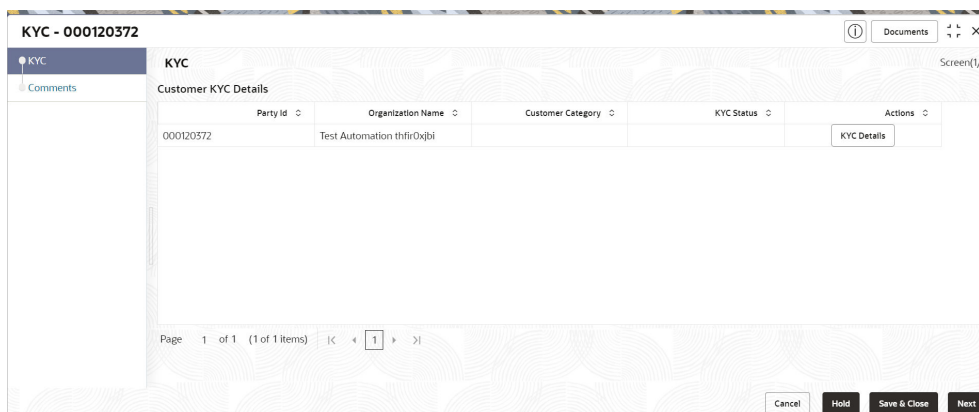 KYC - 000120372
Documents
KYC
Comments
KYC
Screen(1/
Customer KYC Details
Party Id Organization Name Customer Category KYC Status Actions
000120372 Test Automation thfir0xjbi KYC Details
Page 1 of 1 (1 of 1 items) 1
Cancel Hold Save & Close Next